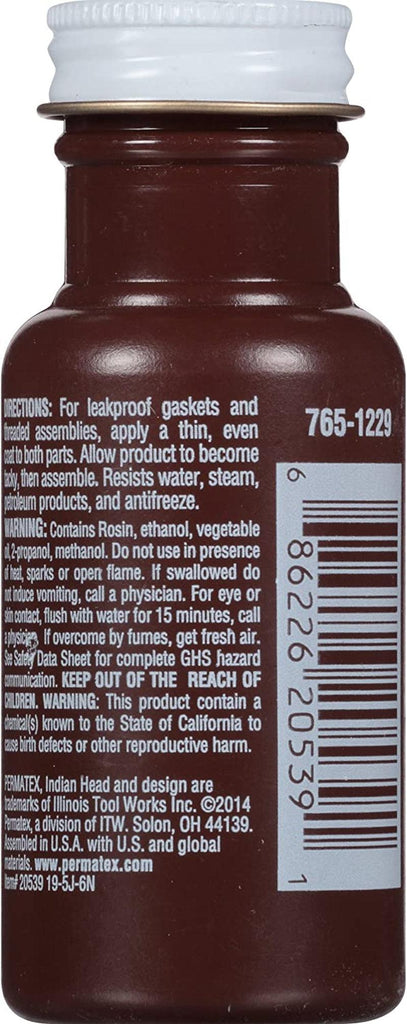 DIRECTIONS: For leakproof gaskets and
threaded assemblies, apply a thin, even
coat to both parts. Allow product to become
tacky, then assemble. Resists water, steam,
petroleum products, and antifreeze.
WARNING: Contains Rosin, ethanol, vegetable
oil, 2-propanol, methanol. Do not use in presence
of heat, sparks or open flame. If swallowed do
not induce vomiting, call a physician. For eye or
skin contact, flush with water for 15 minutes, call
a physician. If overcome by fumes, get fresh air.
See Safety Data Sheet for complete GHS hazard
communication. KEEP OUT OF THE REACH OF
CHILDREN. WARNING: This product contain a
chemical(s) known to the State of California to
cause birth defects or other reproductive harm.
PERMATEX, Indian Head and design are
trademarks of Illinois Tool Works Inc. ©2014
Permatex, a division of ITW. Solon, OH 44139.
Assembled in U.S.A. with U.S. and global
materials. www.permatex.com
Item# 20539 19-5J-6N
765-1229
6 86226 20539 1